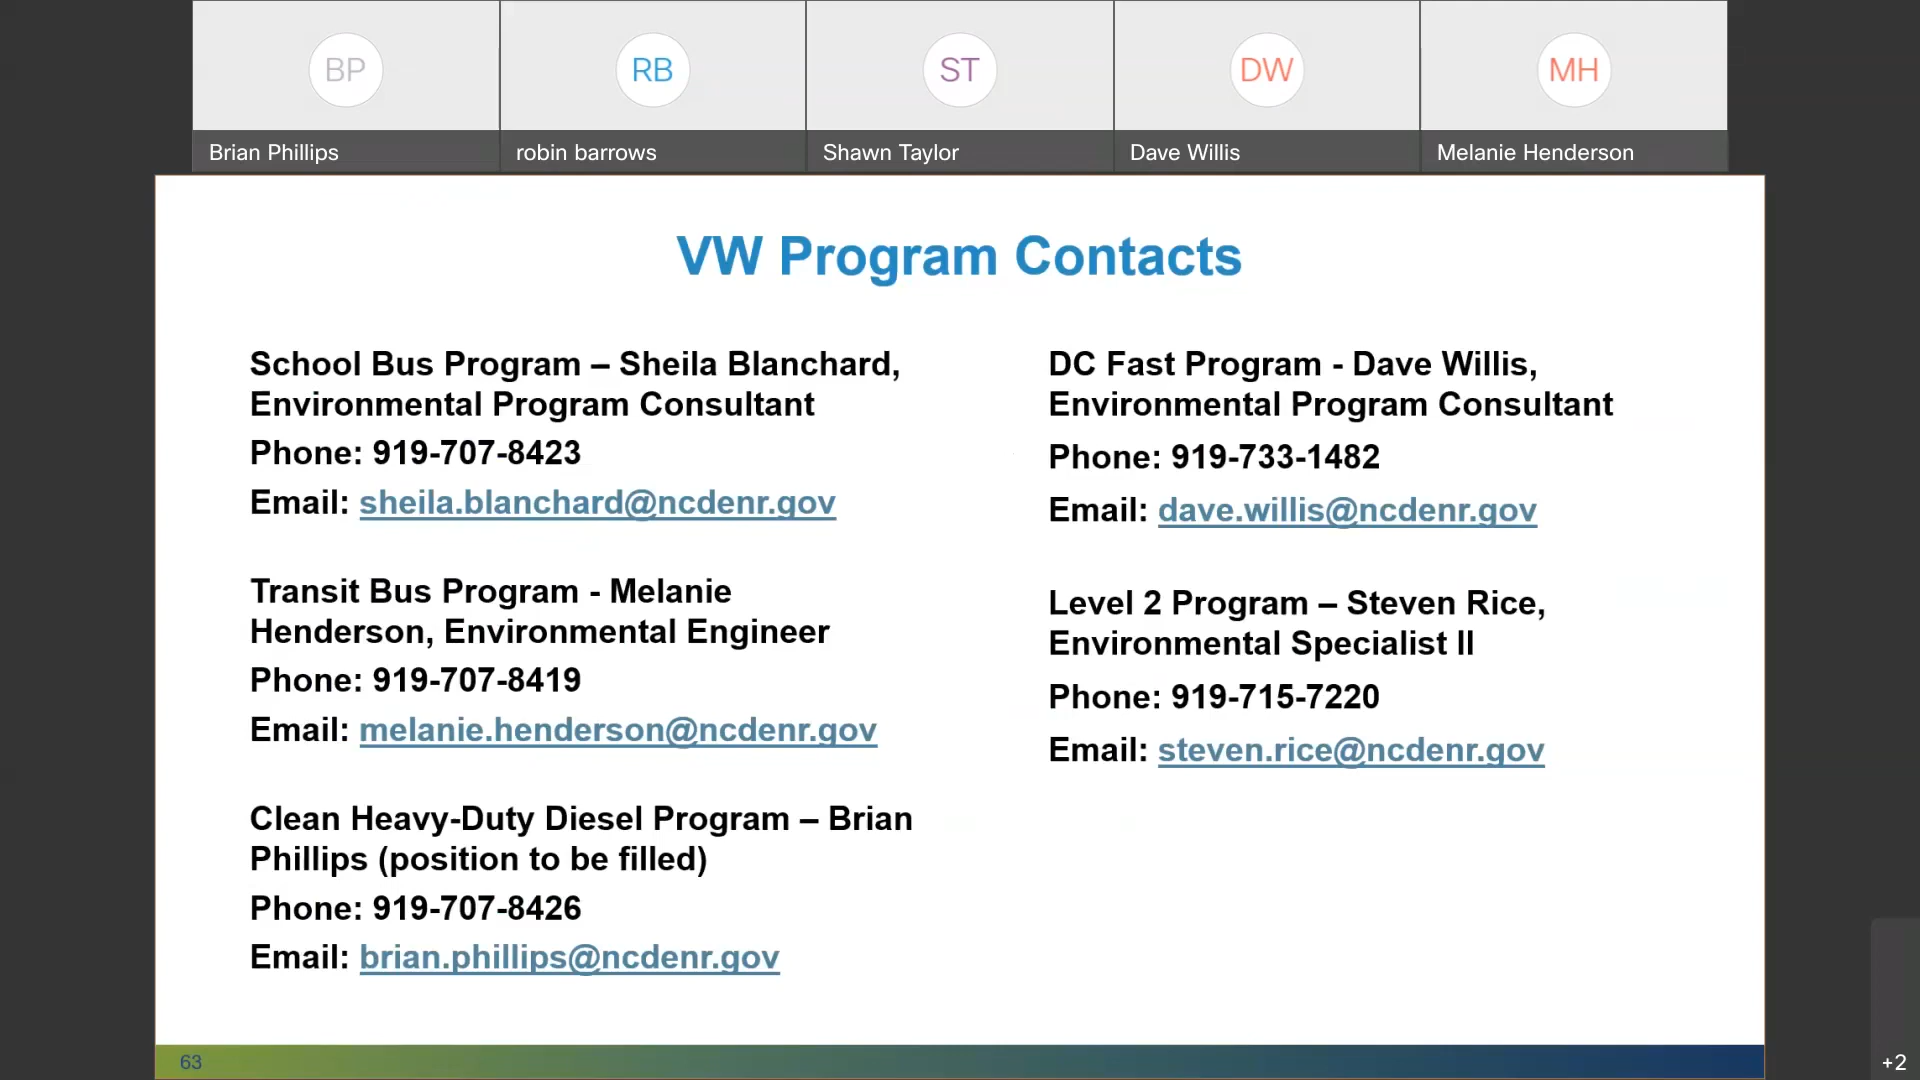 BP
RB
ST
DW
MH
Brian Phillips
robin barrows
Shawn Taylor
Dave Willis
Melanie Henderson
VW Program Contacts
School Bus Program – Sheila Blanchard,
Environmental Program Consultant
Phone: 919-707-8423
Email: sheila.blanchard@ncdenr.gov
Transit Bus Program - Melanie
Henderson, Environmental Engineer
Phone: 919-707-8419
Email: melanie.henderson@ncdenr.gov
Clean Heavy-Duty Diesel Program – Brian
Phillips (position to be filled)
Phone: 919-707-8426
Email: brian.phillips@ncdenr.gov
DC Fast Program - Dave Willis,
Environmental Program Consultant
Phone: 919-733-1482
Email: dave.willis@ncdenr.gov
Level 2 Program – Steven Rice,
Environmental Specialist II
Phone: 919-715-7220
Email: steven.rice@ncdenr.gov
63
+2